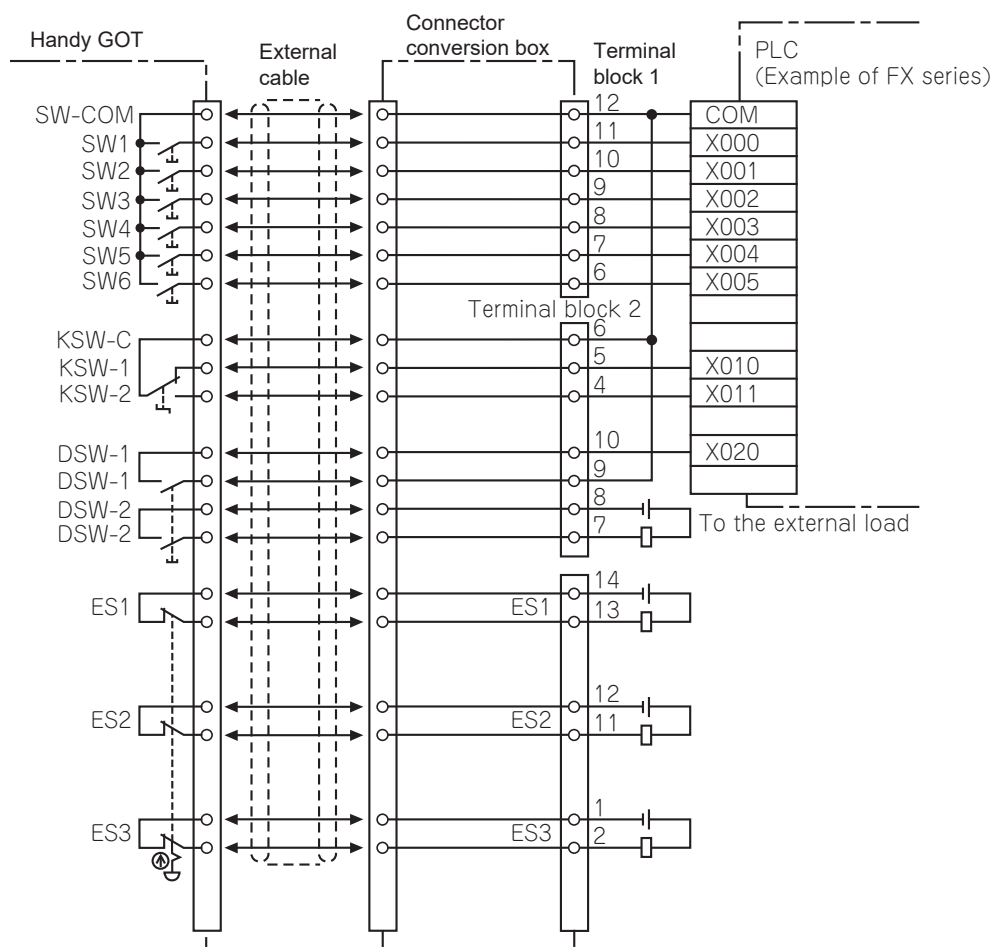 Handy GOT
External
cable
Connector
conversion box
Terminal
block 1
PLC
(Example of FX series)
SW-COM 12 COM
SW1 11 X000
SW2 10 X001
SW3 9 X002
SW4 8 X003
SW5 7 X004
SW6 6 X005
Terminal block 2
KSW-C 6
KSW-1 5 X010
KSW-2 4 X011
DSW-1 10 X020
DSW-1 9
DSW-2 8
DSW-2 7
To the external load
14
ES1 ES1 13
12
ES2 ES2 11
1
ES3 ES3 2